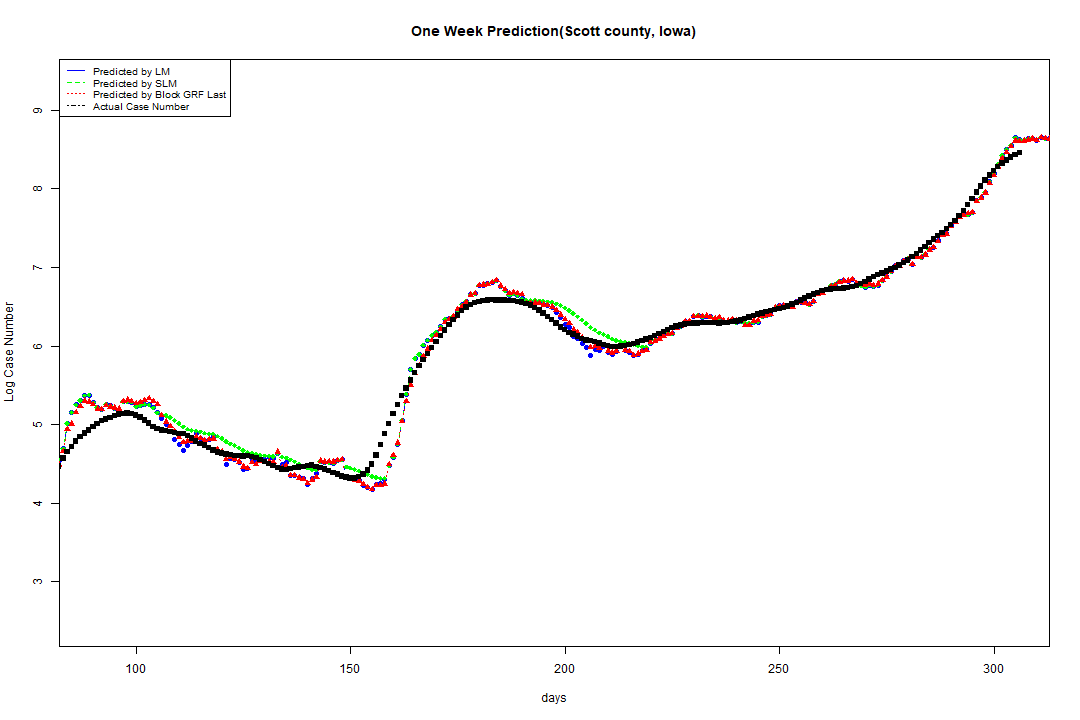 One Week Prediction(Scott county, Iowa)
Predicted by LM
Predicted by SLM
Predicted by Block GRF Last
Actual Case Number
Log Case Number
9
8
7
6
5
4
3
100 150 200 250 300
days